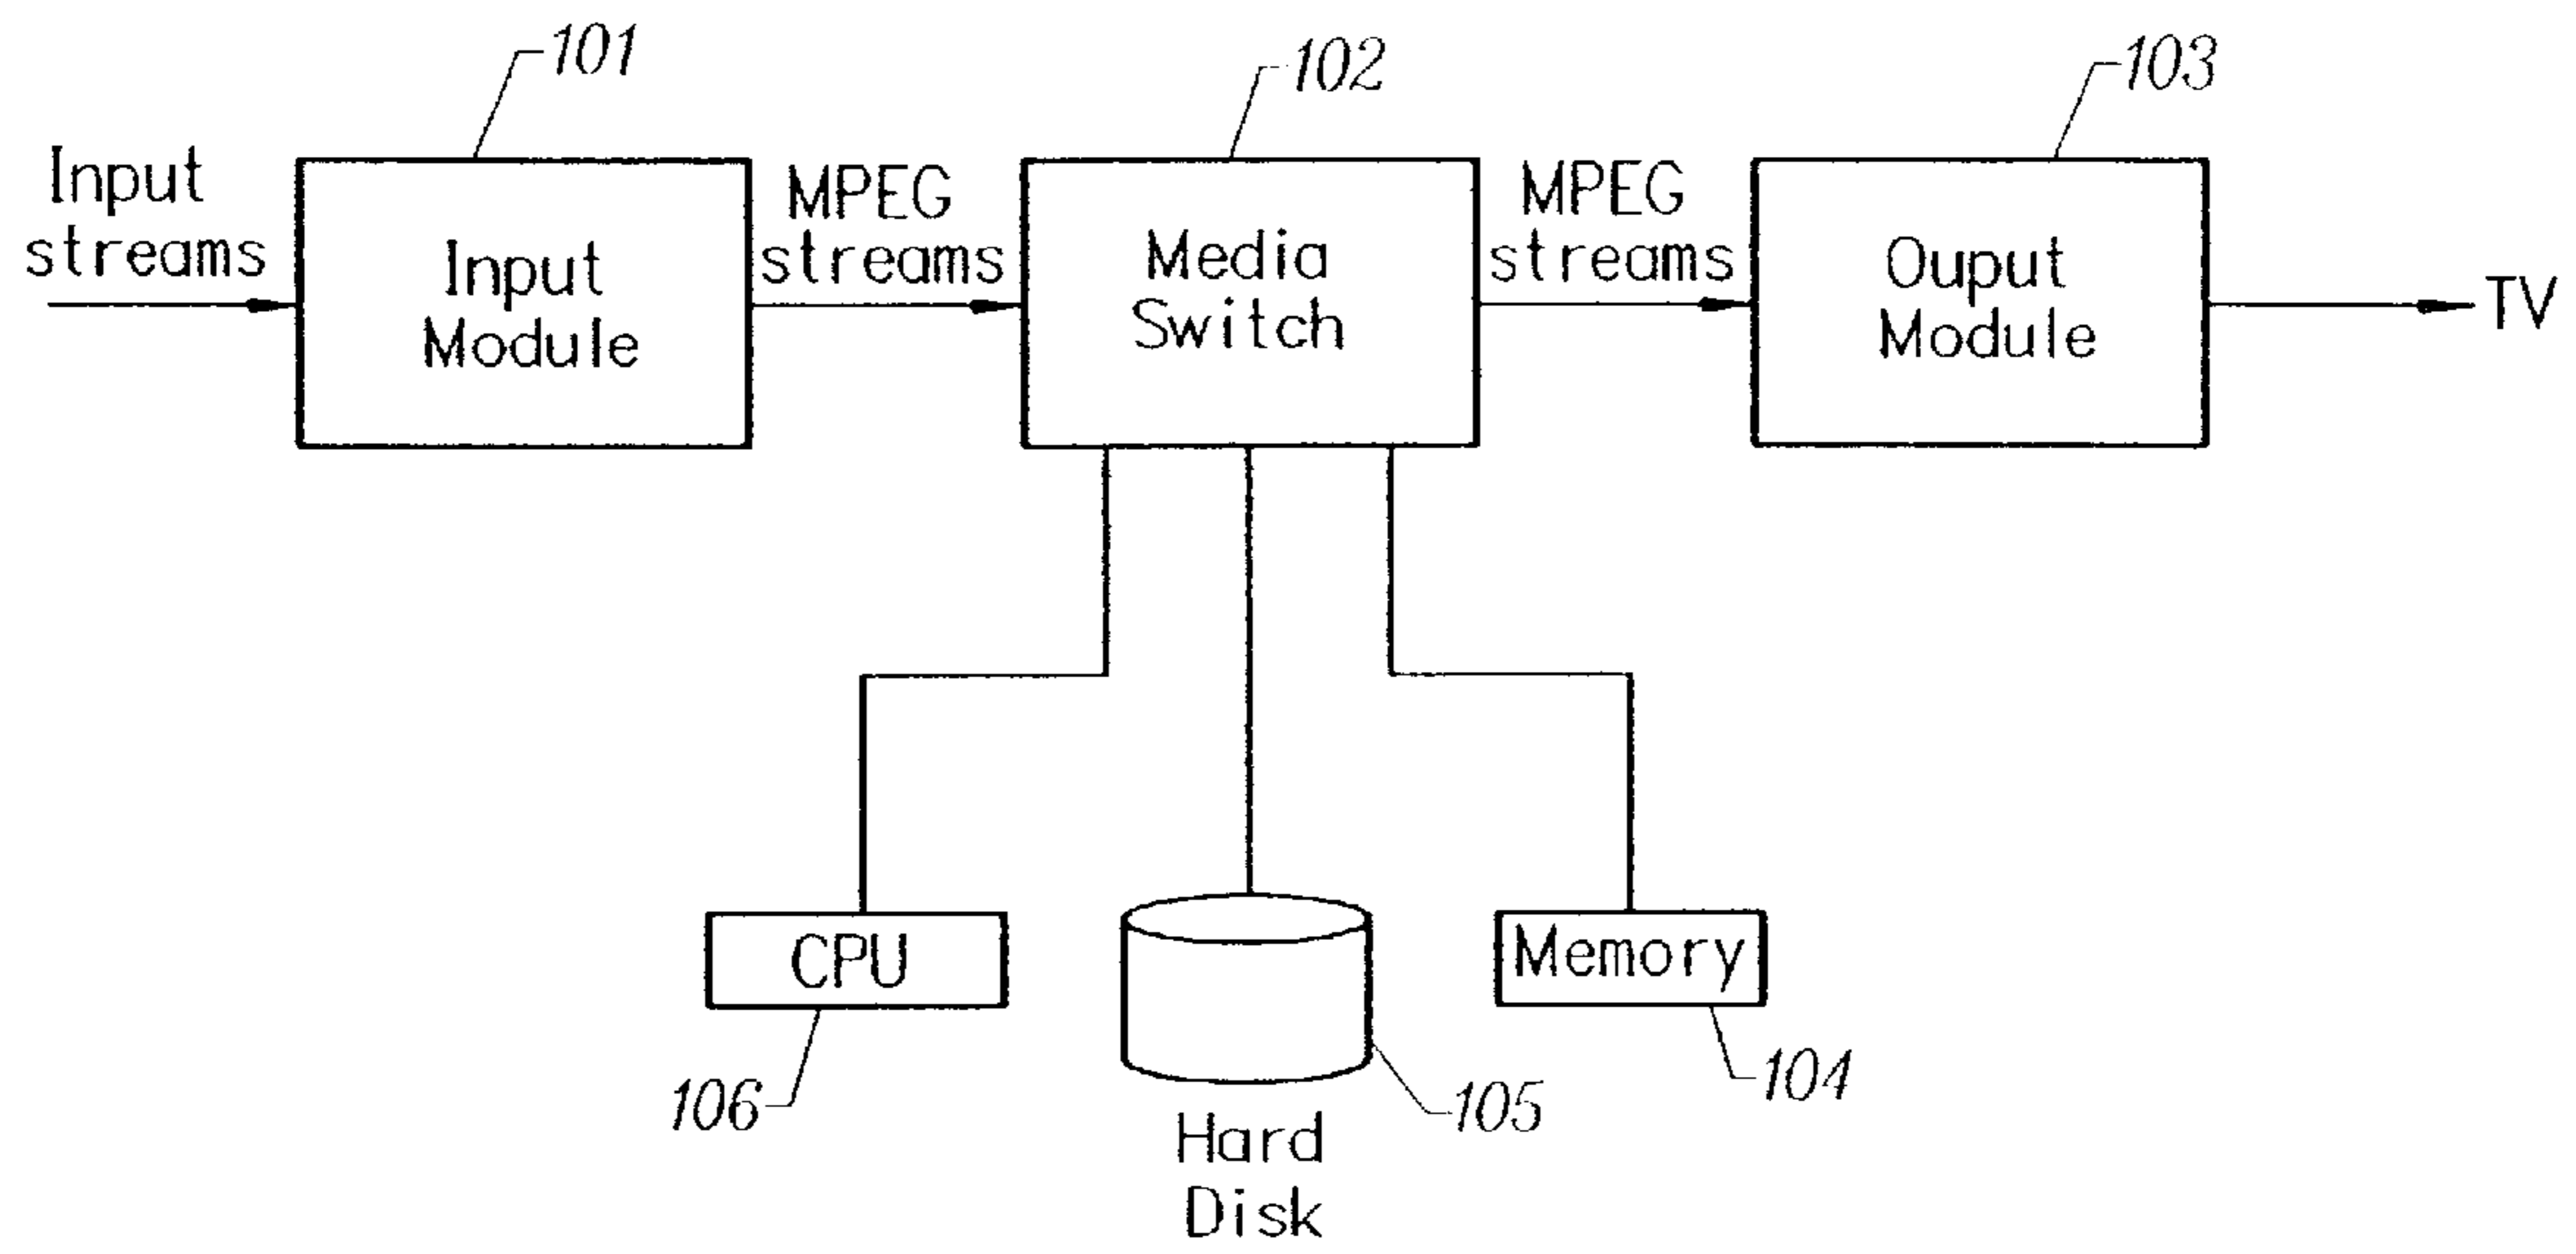 101
102
103
Input
streams
Input
Module
MPEG
streams
Media
Switch
MPEG
streams
Ouput
Module
TV
CPU
Memory
106
105
104
Hard
Disk